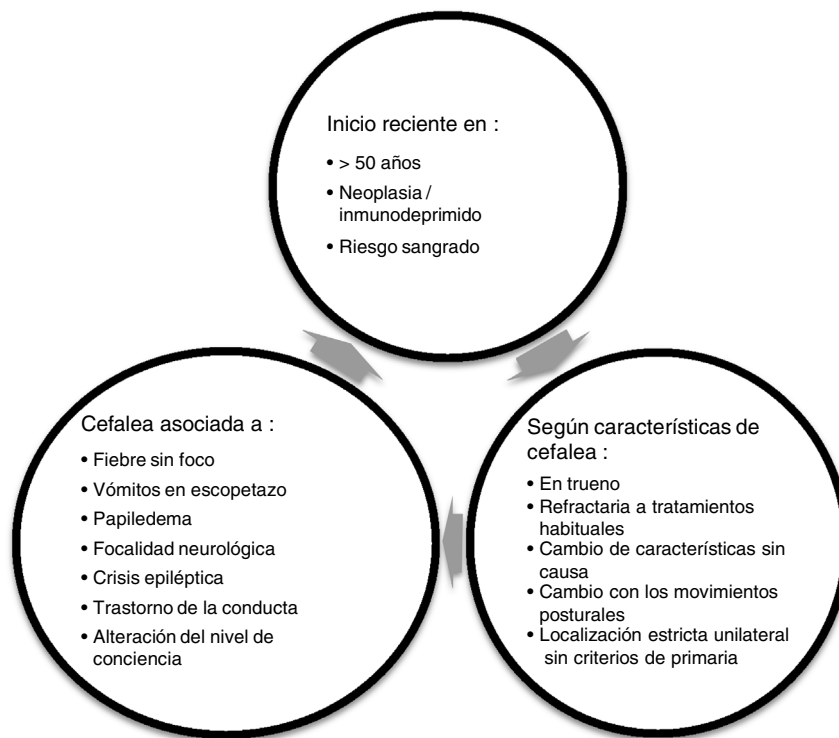 Inicio reciente en :
• > 50 años
• Neoplasia /
inmunodeprimido
• Riesgo sangrado
Cefalea asociada a :
• Fiebre sin foco
• Vómitos en escopetazo
• Papiledema
• Focalidad neurológica
• Crisis epiléptica
• Trastorno de la conducta
• Alteración del nivel de
conciencia
Según características de
cefalea :
• En trueno
• Refractaria a tratamientos
habituales
• Cambio de características sin
causa
• Cambio con los movimientos
posturales
• Localización estricta unilateral
sin criterios de primaria